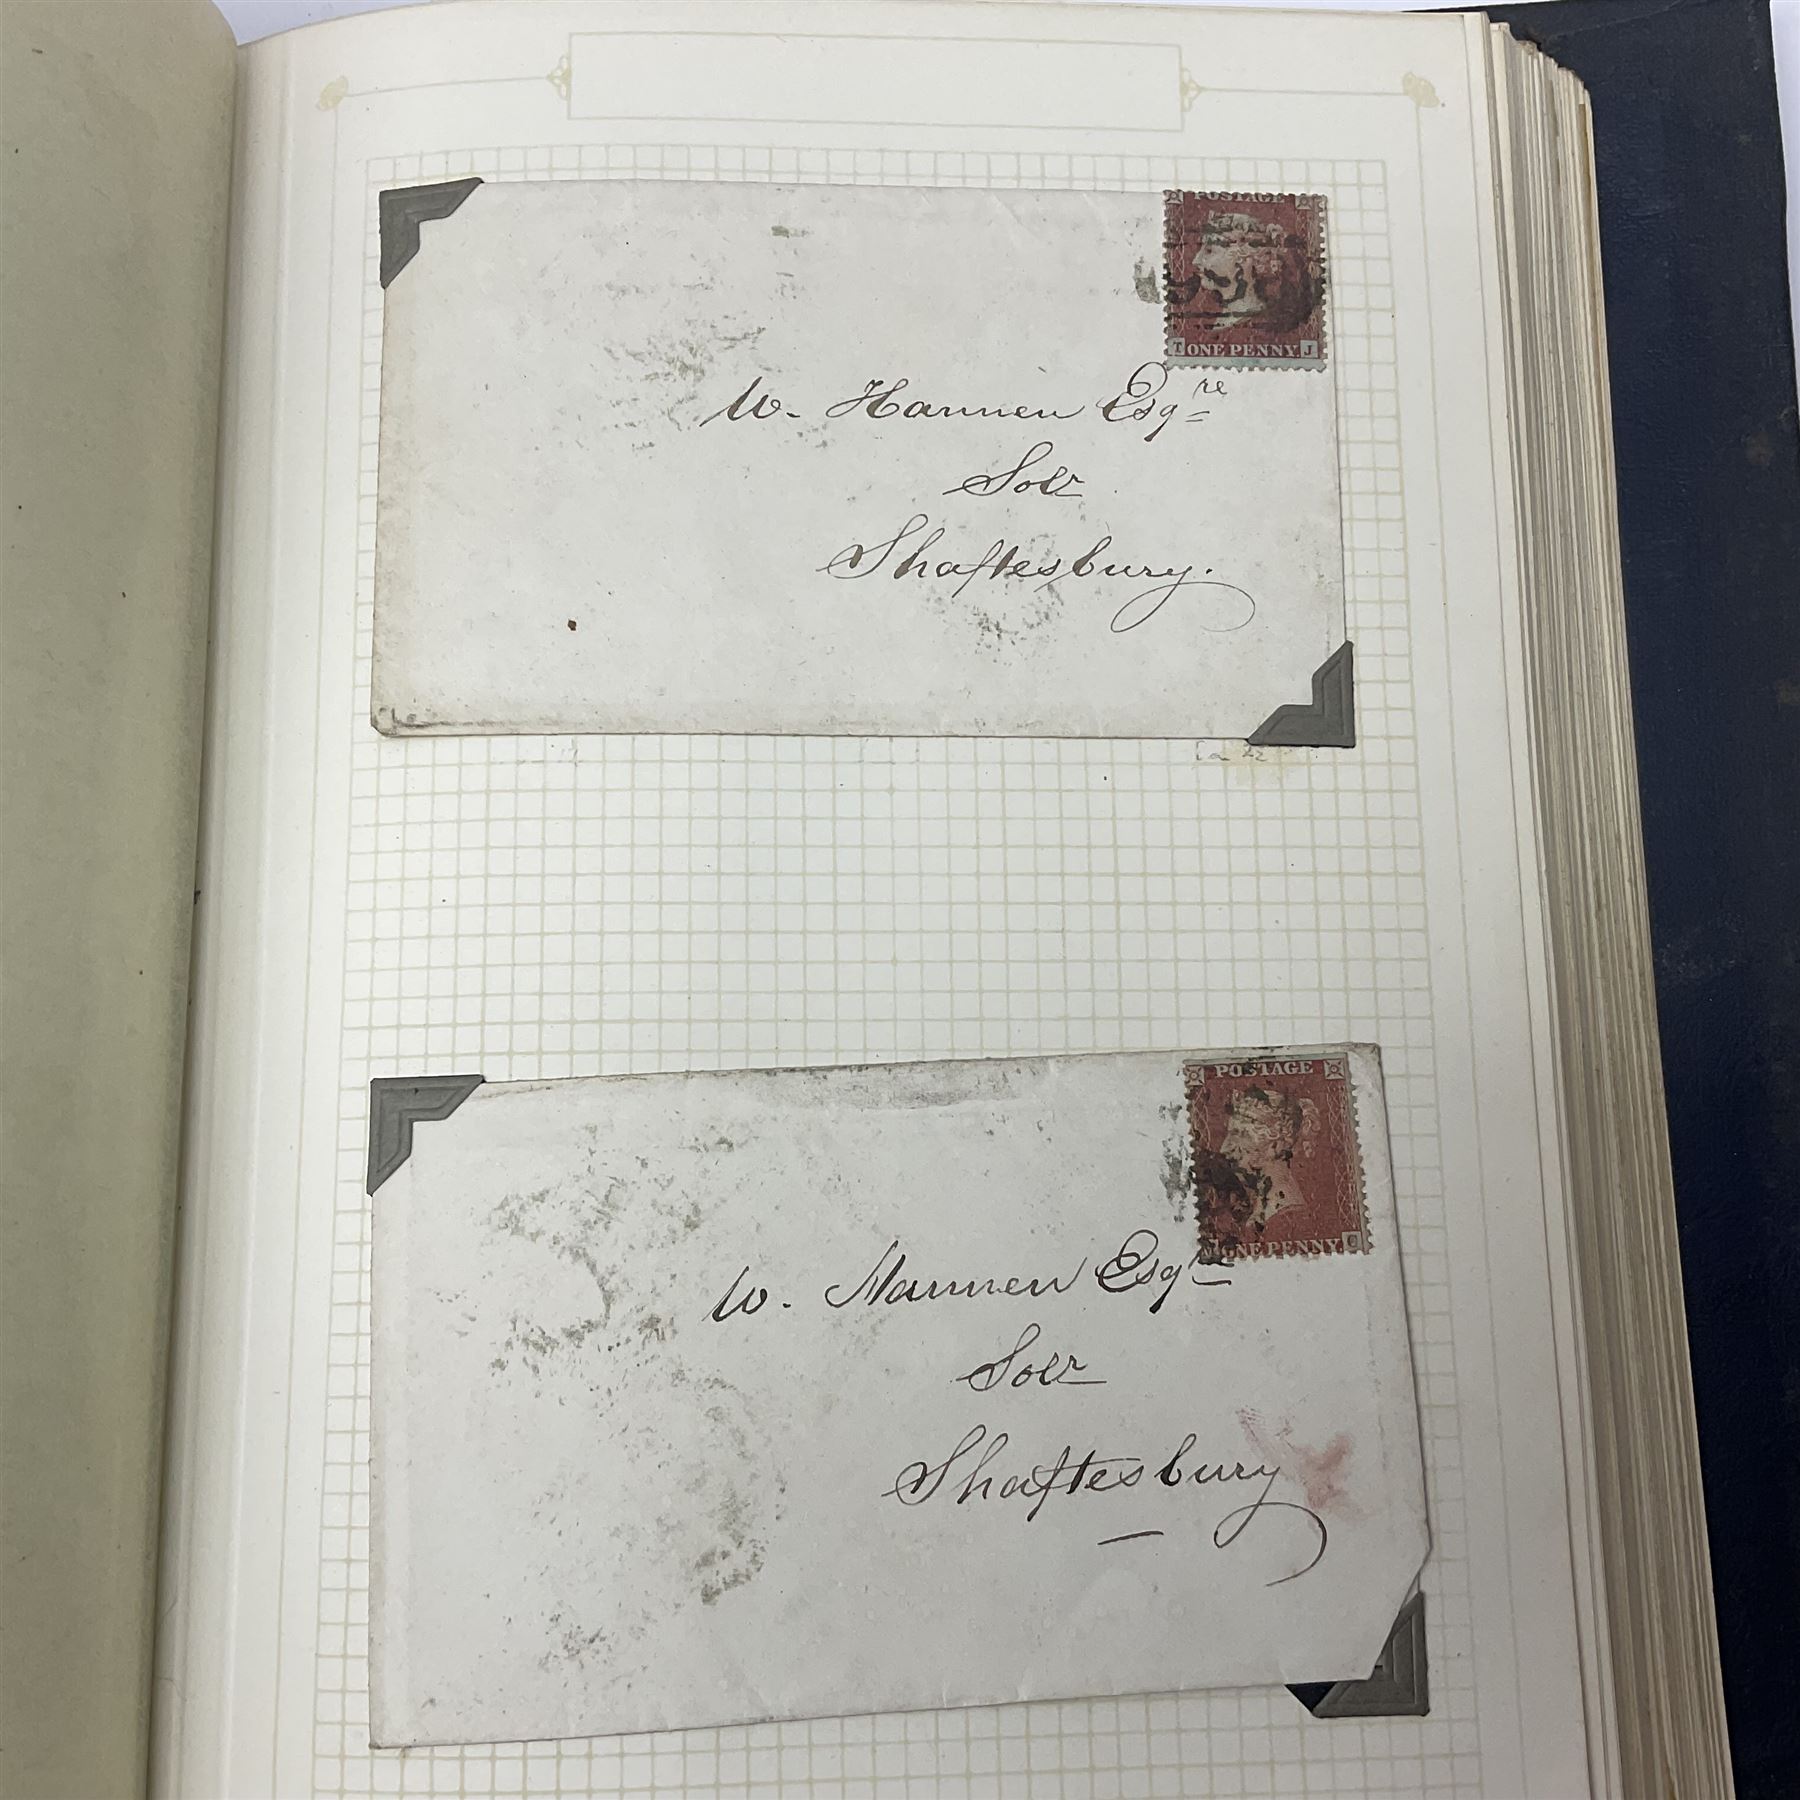 POSTAGE
T ONE PENNY J
W. Hannen Esqre
Solr
Shaftesbury.
POSTAGE
ONE PENNY
W. Hannen Esqre
Solr
Shaftesbury